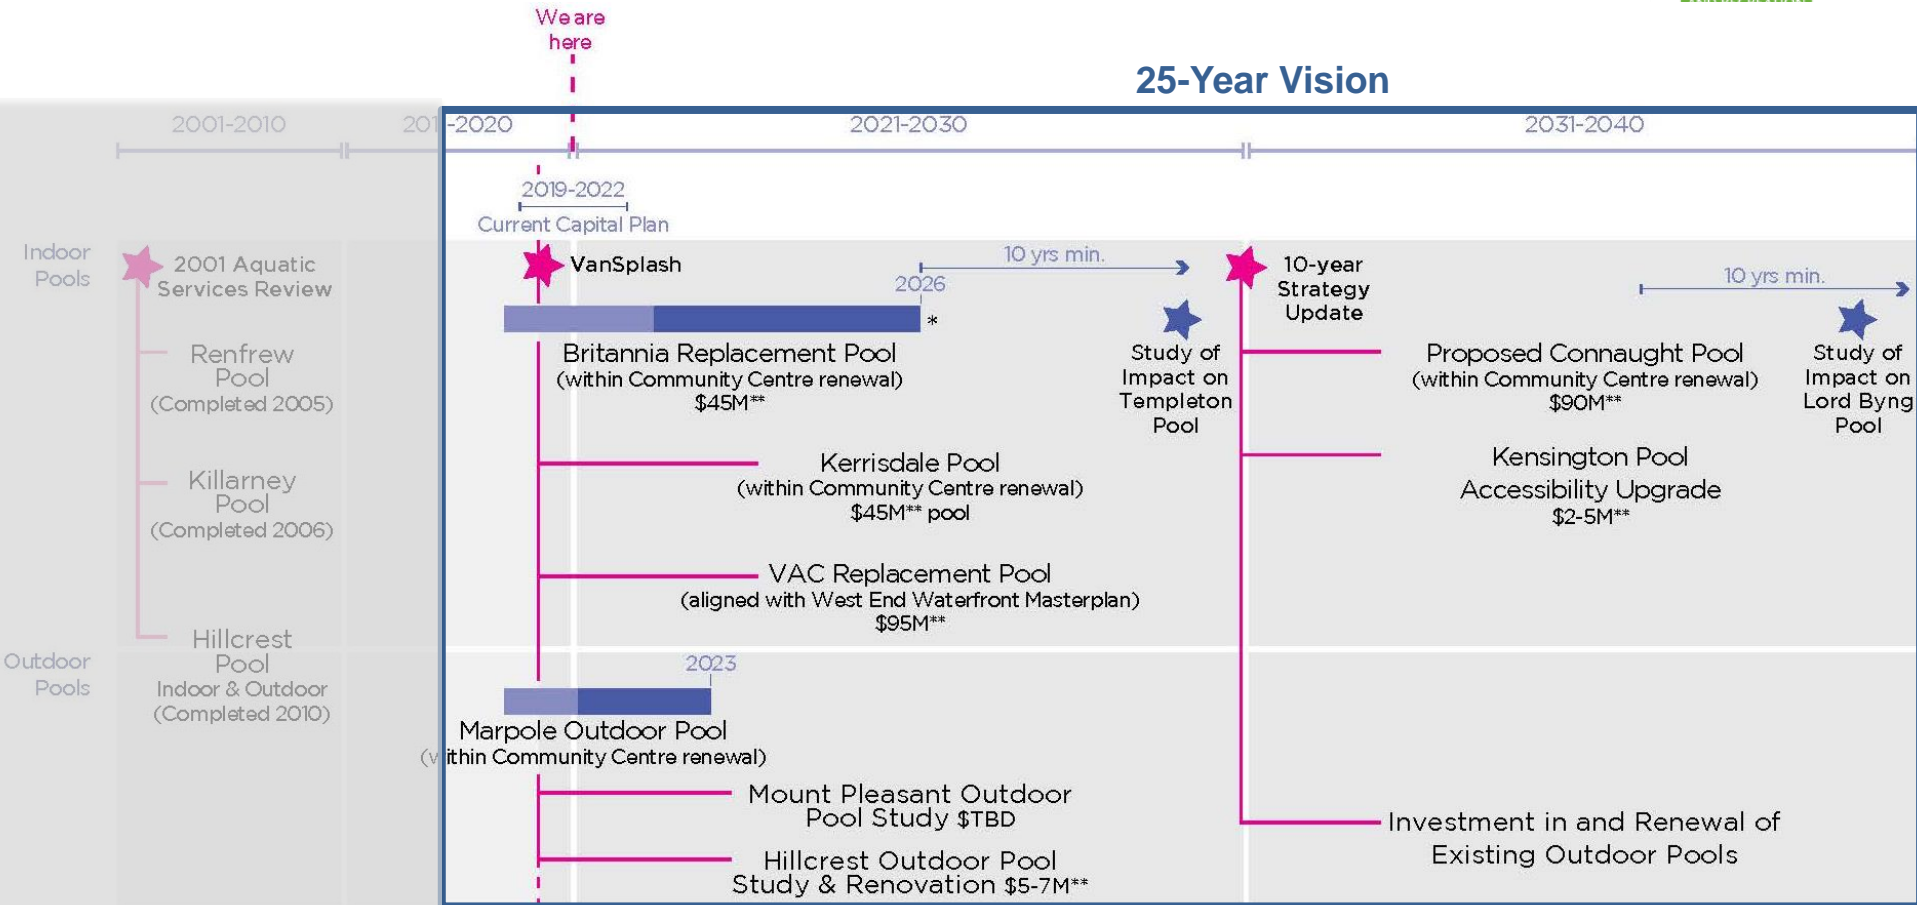 We are
here
25-Year Vision
2001-2010
2011-2020
2021-2030
2031-2040
2019-2022
Current Capital Plan
Indoor
Pools
2001 Aquatic
Services Review
Renfrew
Pool
(Completed 2005)
Killarney
Pool
(Completed 2006)
Hillcrest
Pool
Indoor & Outdoor
(Completed 2010)
Outdoor
Pools
VanSplash
10 yrs min.
2026
*
Britannia Replacement Pool
(within Community Centre renewal)
$45M**
Study of
Impact on
Templeton
Pool
Kerrisdale Pool
(within Community Centre renewal)
$45M** pool
VAC Replacement Pool
(aligned with West End Waterfront Masterplan)
$95M**
2023
Marpole Outdoor Pool
(within Community Centre renewal)
Mount Pleasant Outdoor
Pool Study $TBD
Hillcrest Outdoor Pool
Study & Renovation $5-7M**
10-year
Strategy
Update
10 yrs min.
Proposed Connaught Pool
(within Community Centre renewal)
$90M**
Study of
Impact on
Lord Byng
Pool
Kensington Pool
Accessibility Upgrade
$2-5M**
Investment in and Renewal of
Existing Outdoor Pools